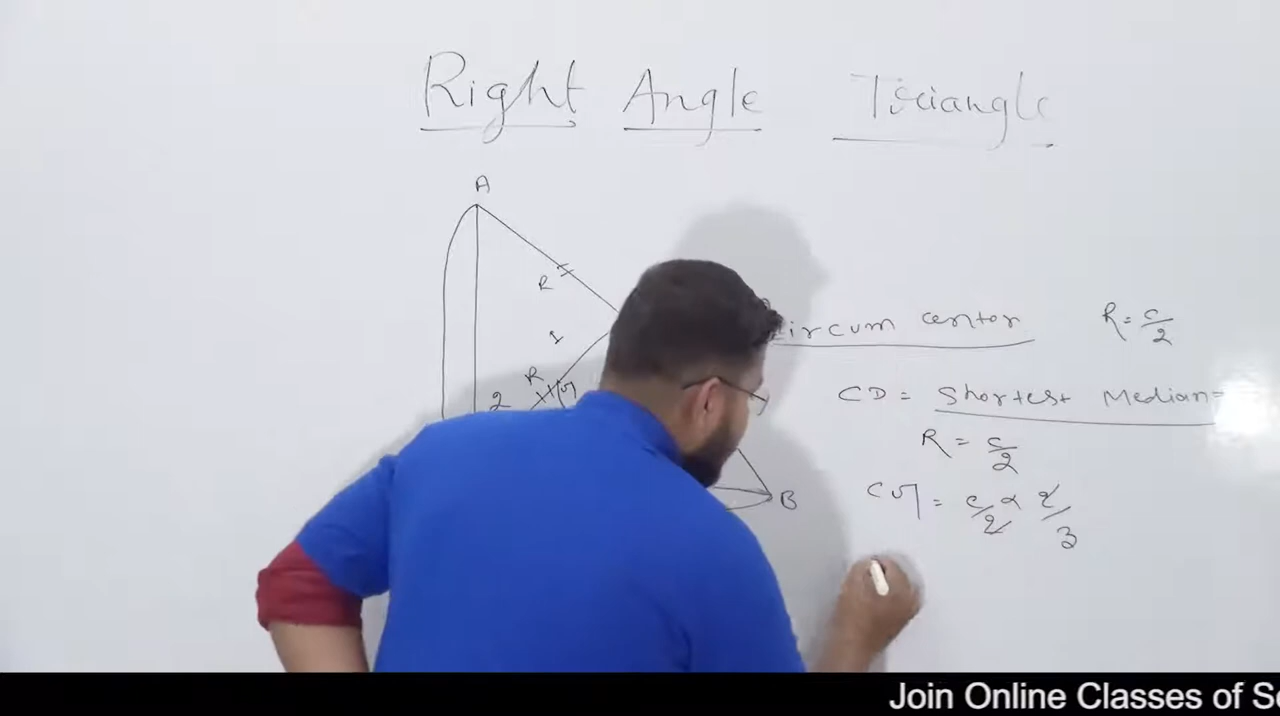 Right Angle Triangle
A
R
ircum centor R = c/2
1
R G
CD = Shortest Median =
2
R = c/2
B
CG = c/2 × 2/3
Join Online Classes of S